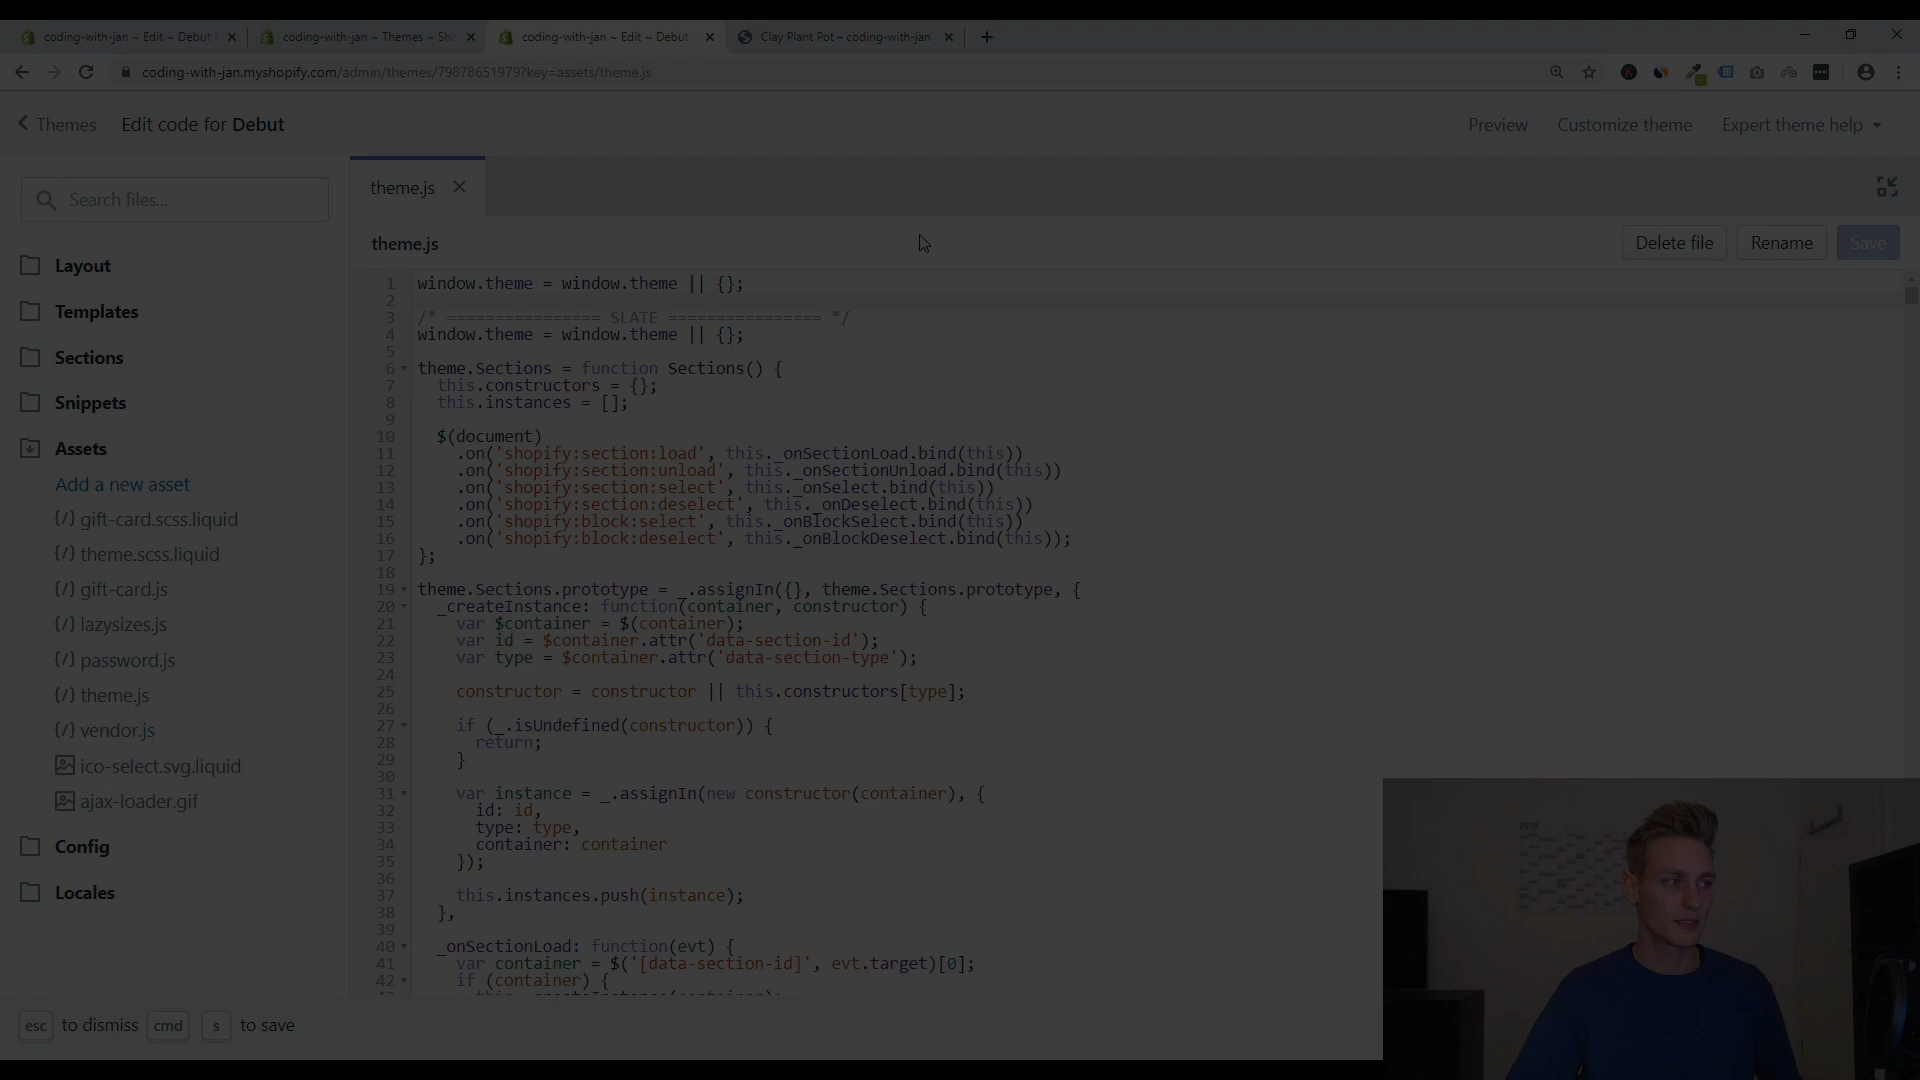 coding-with-jan ~ Edit ~ Debut
coding-with-jan ~ Themes ~ Sho
coding-with-jan ~ Edit ~ Debut
Clay Plant Pot – coding-with-jan
coding-with-jan.myshopify.com/admin/themes/79878651979?key=assets/theme.js
Themes
Edit code for Debut
Preview
Customize theme
Expert theme help
Search files...
Layout
Templates
Sections
Snippets
Assets
Add a new asset
{/} gift-card.scss.liquid
{/} theme.scss.liquid
{/} gift-card.js
{/} lazysizes.js
{/} password.js
{/} theme.js
{/} vendor.js
ico-select.svg.liquid
ajax-loader.gif
Config
Locales
theme.js
theme.js
Delete file
Rename
Save
1 window.theme = window.theme || {};
2
3 /* ================ SLATE ================ */
4 window.theme = window.theme || {};
5
6 theme.Sections = function Sections() {
7 this.constructors = {};
8 this.instances = [];
9
10 $(document)
11 .on('shopify:section:load', this._onSectionLoad.bind(this))
12 .on('shopify:section:unload', this._onSectionUnload.bind(this))
13 .on('shopify:section:select', this._onSelect.bind(this))
14 .on('shopify:section:deselect', this._onDeselect.bind(this))
15 .on('shopify:block:select', this._onBlockSelect.bind(this))
16 .on('shopify:block:deselect', this._onBlockDeselect.bind(this));
17 };
18
19 theme.Sections.prototype = _.assignIn({}, theme.Sections.prototype, {
20 _createInstance: function(container, constructor) {
21 var $container = $(container);
22 var id = $container.attr('data-section-id');
23 var type = $container.attr('data-section-type');
24
25 constructor = constructor || this.constructors[type];
26
27 if (_.isUndefined(constructor)) {
28 return;
29 }
30
31 var instance = _.assignIn(new constructor(container), {
32 id: id,
33 type: type,
34 container: container
35 });
36
37 this.instances.push(instance);
38 },
39
40 _onSectionLoad: function(evt) {
41 var container = $('[data-section-id]', evt.target)[0];
42 if (container) {
esc to dismiss cmd s to save
2019